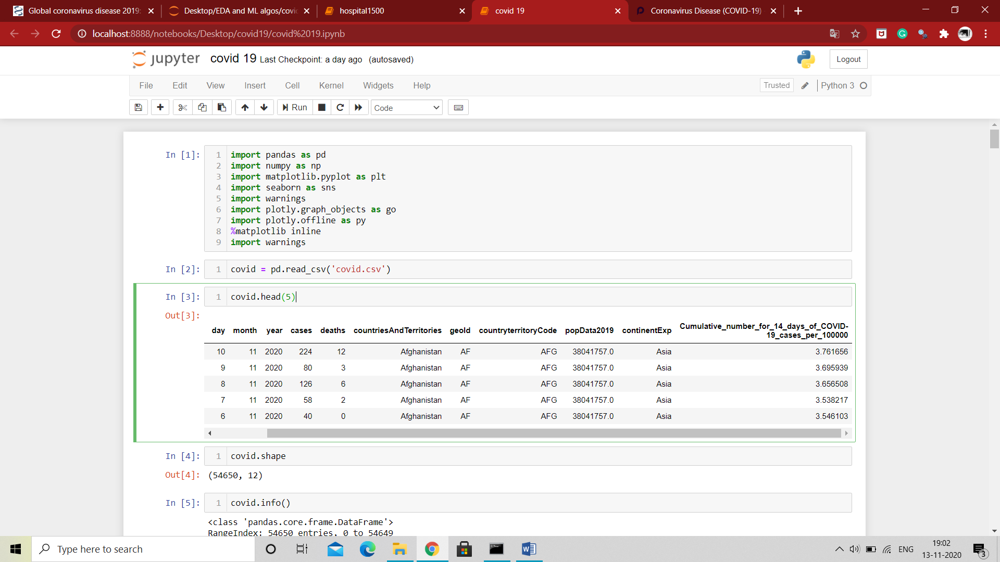 Global coronavirus disease 2019:
Desktop/EDA and ML algos/covid
hospital1500
covid 19
Coronavirus Disease (COVID-19)
localhost:8888/notebooks/Desktop/covid19/covid%2019.ipynb
jupyter covid 19 Last Checkpoint: a day ago (autosaved)
Logout
File Edit View Insert Cell Kernel Widgets Help
Trusted Python 3
Run Code
In [1]:
1 import pandas as pd
2 import numpy as np
3 import matplotlib.pyplot as plt
4 import seaborn as sns
5 import warnings
6 import plotly.graph_objects as go
7 import plotly.offline as py
8 %matplotlib inline
9 import warnings
In [2]: 1 covid = pd.read_csv('covid.csv')
In [3]: 1 covid.head(5)
Out[3]:
day month year cases deaths countriesAndTerritories geoId countryterritoryCode popData2019 continentExp Cumulative_number_for_14_days_of_COVID-
19_cases_per_100000
10 11 2020 224 12 Afghanistan AF AFG 38041757.0 Asia 3.761656
9 11 2020 80 3 Afghanistan AF AFG 38041757.0 Asia 3.695939
8 11 2020 126 6 Afghanistan AF AFG 38041757.0 Asia 3.656508
7 11 2020 58 2 Afghanistan AF AFG 38041757.0 Asia 3.538217
6 11 2020 40 0 Afghanistan AF AFG 38041757.0 Asia 3.546103
In [4]: 1 covid.shape
Out[4]: (54650, 12)
In [5]: 1 covid.info()
<class 'pandas.core.frame.DataFrame'>
RangeIndex: 54650 entries, 0 to 54649
Type here to search
ENG
19:02
13-11-2020
3